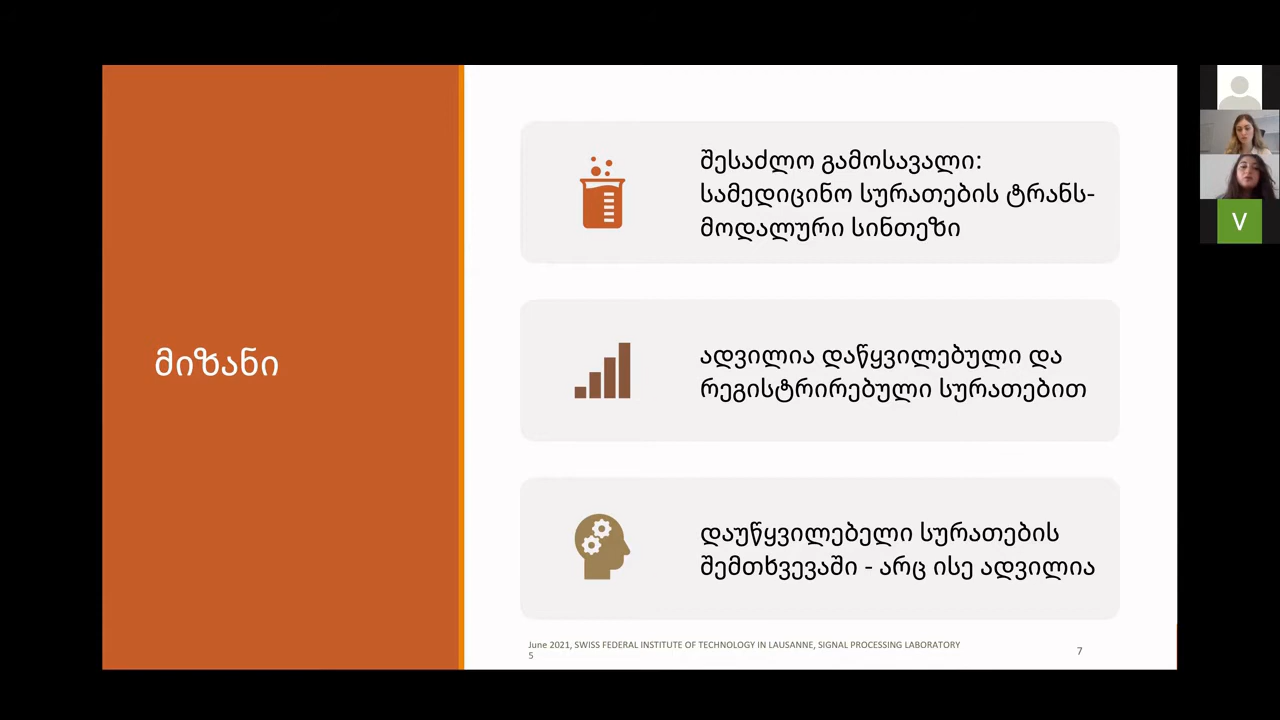 მიზანი
შესაძლო გამოსავალი:
სამედიცინო სურათების ტრანს-
მოდალური სინთეზი
ადვილია დაწყვილებული და
რეგისტრირებული სურათებით
დაუწყვილებელი სურათების
შემთხვევაში - არც ისე ადვილია
June 2021, SWISS FEDERAL INSTITUTE OF TECHNOLOGY IN LAUSANNE, SIGNAL PROCESSING LABORATORY
5
7
V